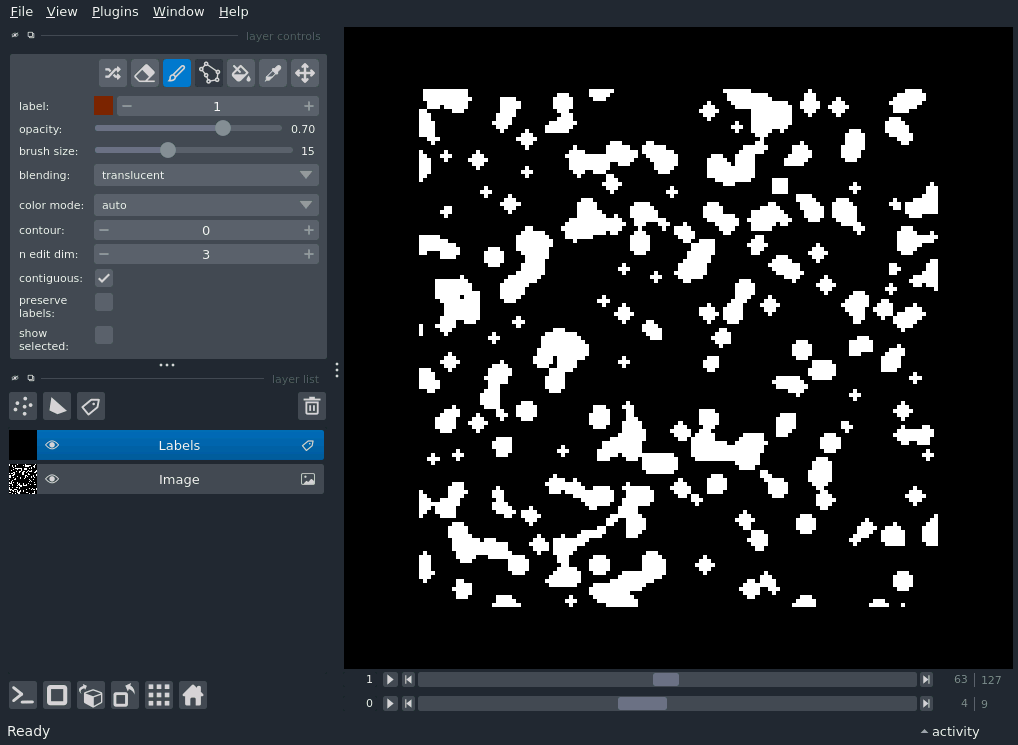 File View Plugins Window Help
layer controls
label: 1
opacity: 0.70
brush size: 15
blending: translucent
color mode: auto
contour: 0
n edit dim: 3
contiguous:
preserve
labels:
show
selected:
layer list
Labels
Image
1 63 127
0 4 9
Ready activity